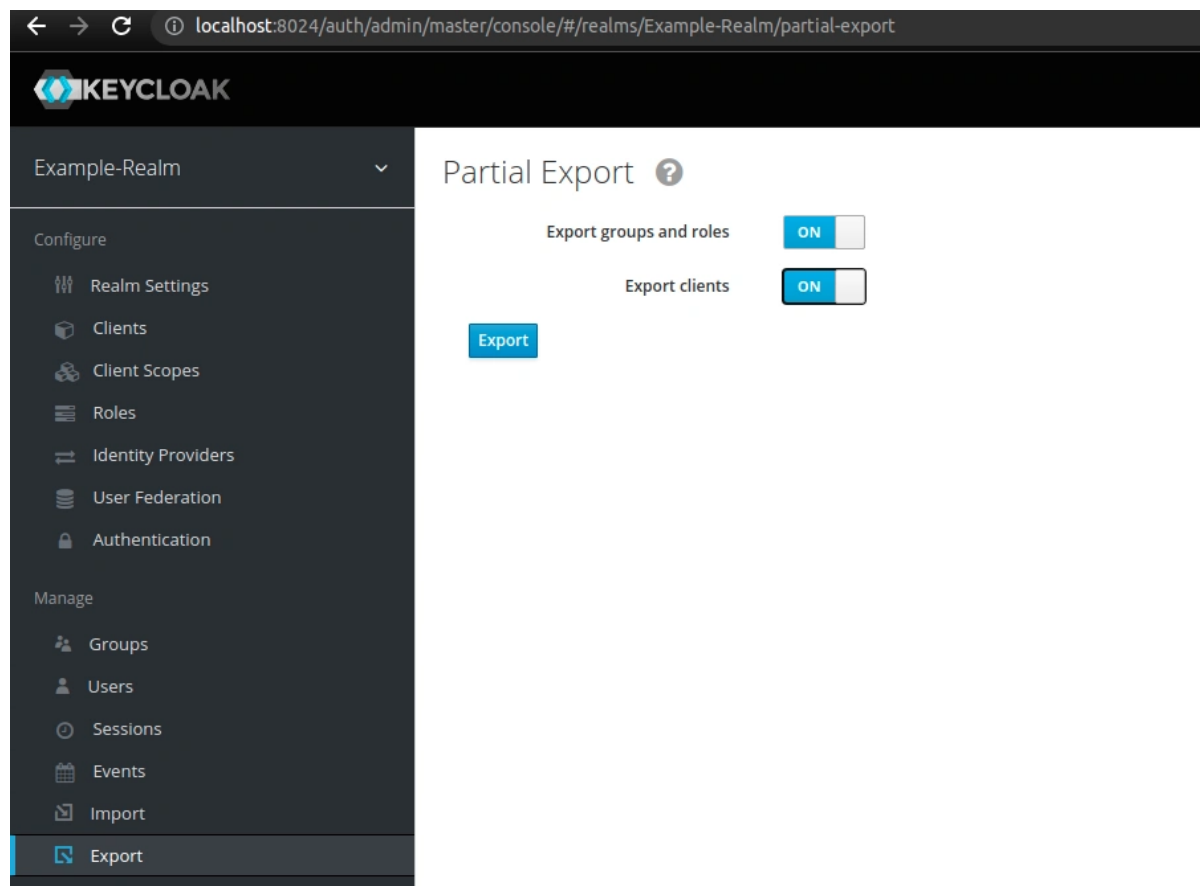 localhost:8024/auth/admin/master/console/#/realms/Example-Realm/partial-export
KEYCLOAK
Example-Realm
Configure
Realm Settings
Clients
Client Scopes
Roles
Identity Providers
User Federation
Authentication
Manage
Groups
Users
Sessions
Events
Import
Export
Partial Export ?
Export groups and roles ON
Export clients ON
Export